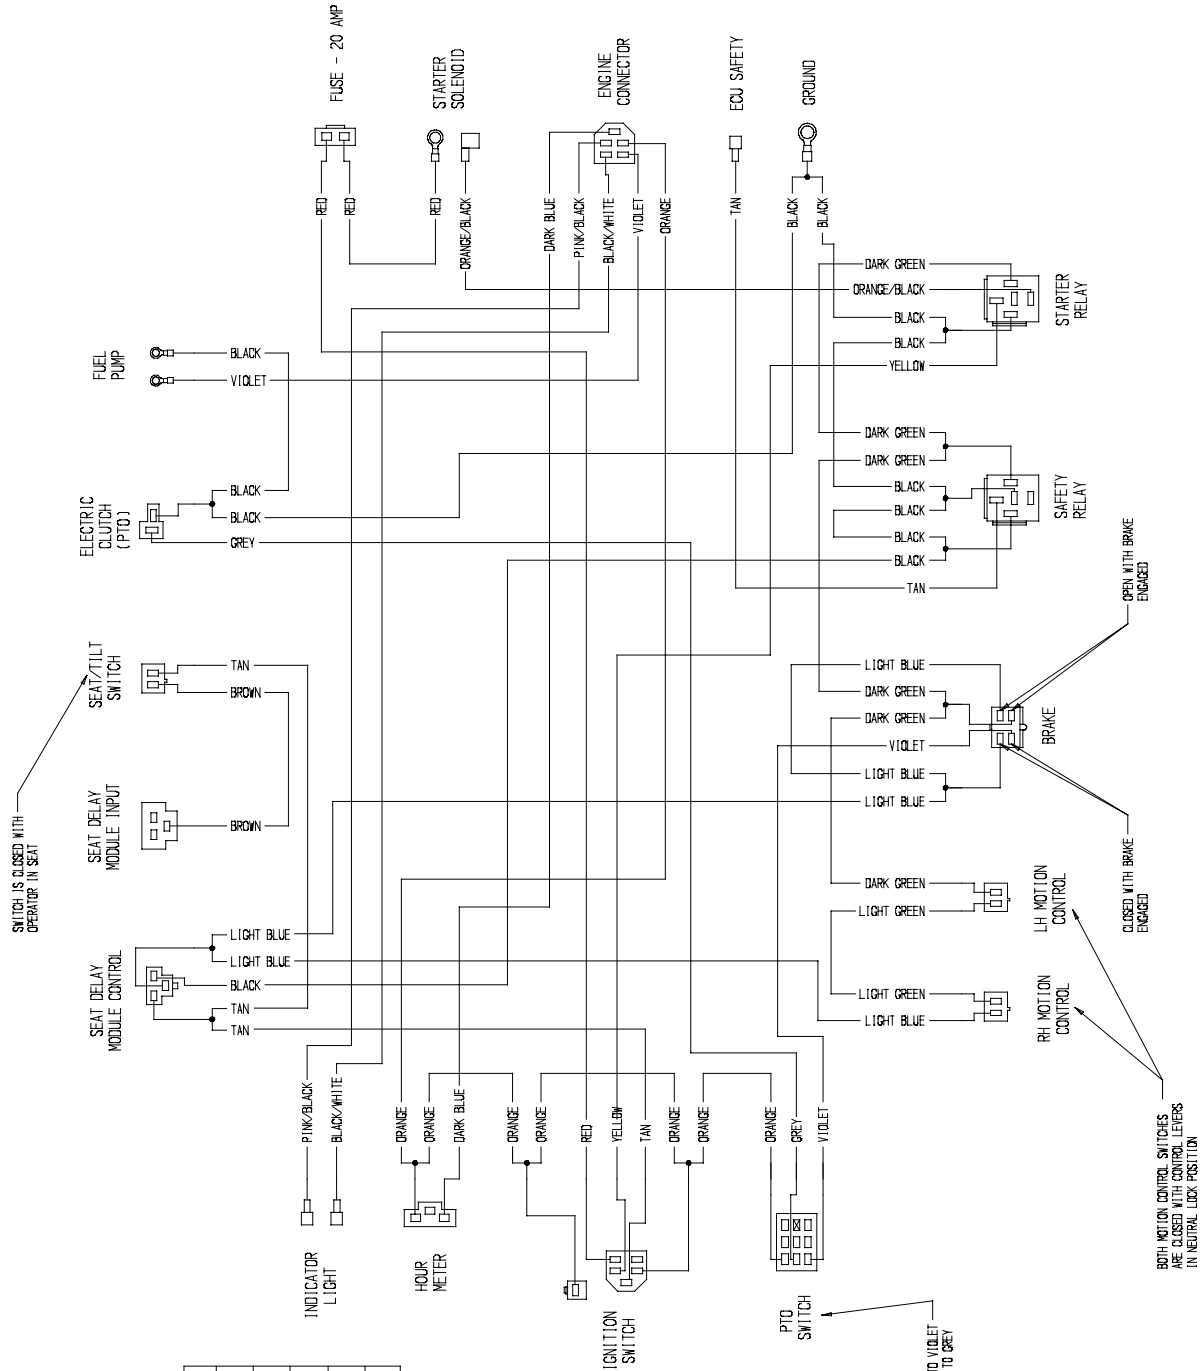 FUSE - 20 AMP
STARTER
SOLENOID
ENGINE
CONNECTOR
ECU SAFETY
GROUND
RED
RED
RED
ORANGE/BLACK
DARK BLUE
PINK/BLACK
BLACK/WHITE
VIOLET
ORANGE
TAN
BLACK
BLACK
DARK GREEN
ORANGE/BLACK
BLACK
BLACK
YELLOW
STARTER
RELAY
FUEL
PUMP
BLACK
VIOLET
DARK GREEN
DARK GREEN
BLACK
BLACK
BLACK
BLACK
TAN
SAFETY
RELAY
ELECTRIC
CLUTCH
(PTO)
BLACK
BLACK
GREY
OPEN WITH BRAKE
ENGAGED
SEAT/TILT
SWITCH
TAN
BROWN
LIGHT BLUE
DARK GREEN
DARK GREEN
VIOLET
LIGHT BLUE
LIGHT BLUE
BRAKE
SEAT DELAY
MODULE INPUT
BROWN
SWITCH IS CLOSED WITH
OPERATOR IN SEAT
CLOSED WITH BRAKE
ENGAGED
DARK GREEN
LIGHT GREEN
LH MOTION
CONTROL
SEAT DELAY
MODULE CONTROL
LIGHT BLUE
LIGHT BLUE
BLACK
TAN
TAN
LIGHT GREEN
LIGHT BLUE
RH MOTION
CONTROL
PINK/BLACK
BLACK/WHITE
ORANGE
ORANGE
DARK BLUE
ORANGE
ORANGE
RED
YELLOW
TAN
ORANGE
ORANGE
ORANGE
GREY
VIOLET
BOTH MOTION CONTROL SWITCHES
ARE CLOSED WITH CONTROL LEVERS
IN NEUTRAL LOCK POSITION
INDICATOR
LIGHT
HOUR
METER
IGNITION
SWITCH
PTO
SWITCH
TO VIOLET
TO GREY